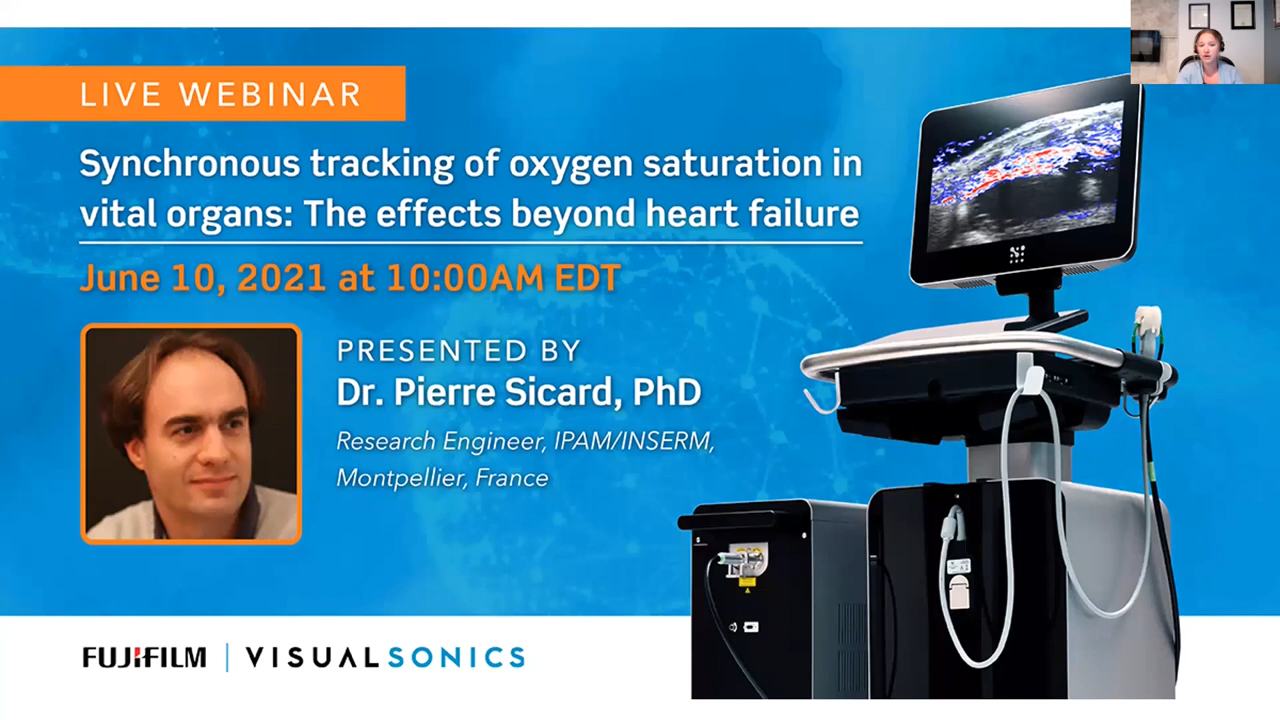 LIVE WEBINAR
Synchronous tracking of oxygen saturation in
vital organs: The effects beyond heart failure
June 10, 2021 at 10:00AM EDT
PRESENTED BY
Dr. Pierre Sicard, PhD
Research Engineer, IPAM/INSERM,
Montpellier, France
FUJIFILM | VISUALSONICS